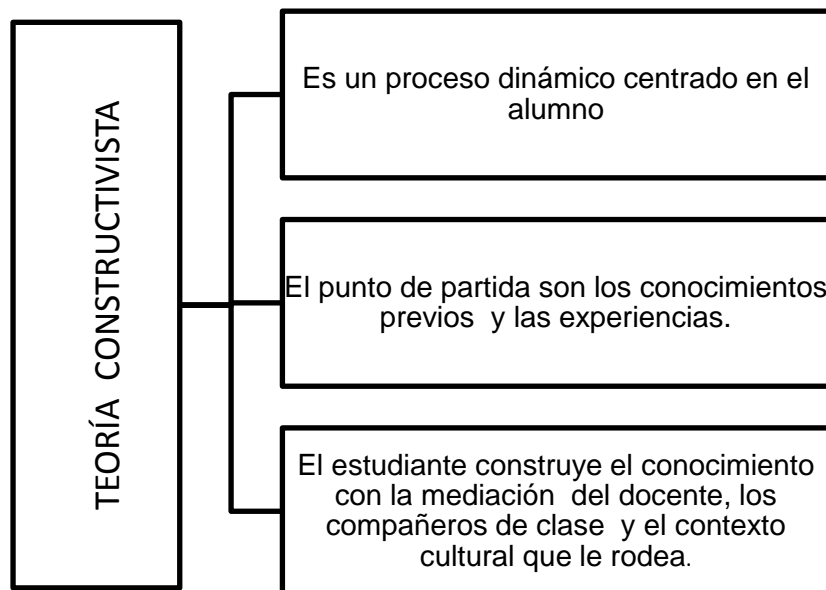 TEORÍA CONSTRUCTIVISTA
Es un proceso dinámico centrado en el
alumno
El punto de partida son los conocimientos
previos y las experiencias.
El estudiante construye el conocimiento
con la mediación del docente, los
compañeros de clase y el contexto
cultural que le rodea.